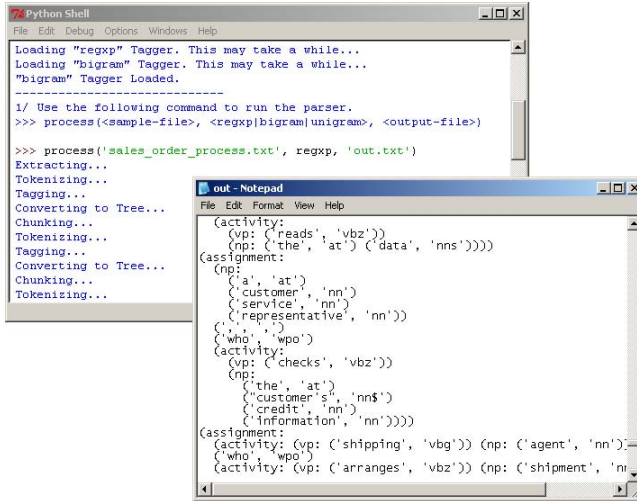 Python Shell
File Edit Debug Options Windows Help
Loading "regxp" Tagger. This may take a while...
Loading "bigram" Tagger. This may take a while...
"bigram" Tagger Loaded.
-----------------------------
1/ Use the following command to run the parser.
>>> process(<sample-file>, <regxp|bigram|unigram>, <output-file>)
>>> process('sales_order_process.txt', regxp, 'out.txt')
Extracting...
Tokenizing...
Tagging...
Converting to Tree...
Chunking...
Tokenizing...
Tagging...
Converting to Tree...
Chunking...
Tokenizing...
out - Notepad
File Edit Format View Help
(activity:
(vp: ('reads', 'vbz'))
(np: ('the', 'at') ('data', 'nns'))))
(assignment:
(np:
('a', 'at')
('customer', 'nn')
('service', 'nn')
('representative', 'nn'))
(',', ',')
('who', 'wpo')
(activity:
(vp: ('checks', 'vbz'))
(np:
('the', 'at')
("customer's", 'nn$')
('credit', 'nn')
('information', 'nn'))))
(assignment:
(activity: (vp: ('shipping', 'vbg')) (np: ('agent', 'nn'))
('who', 'wpo')
(activity: (vp: ('arranges', 'vbz')) (np: ('shipment',